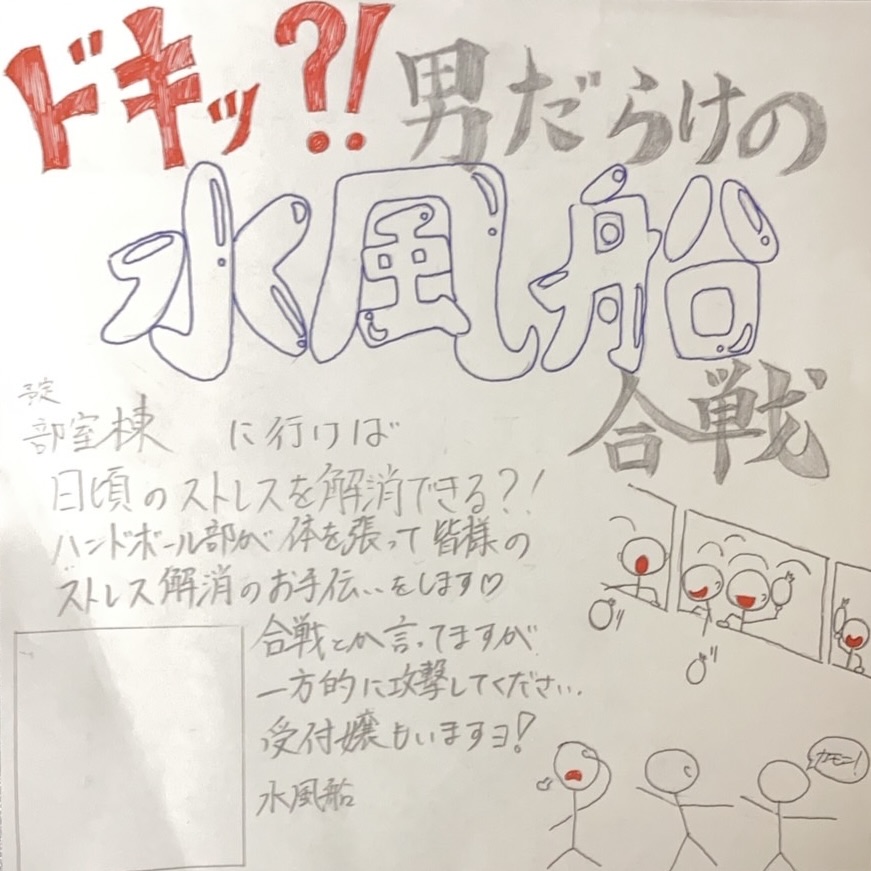 ドキッ?!男だらけの
水風船
合戦
予定
部室棟 に行けば
日頃のストレスを解消できる?!
ハンドボール部が体を張って皆様の
ストレス解消のお手伝いをします♡
合戦とか言ってますが
一方的に攻撃してください。
受付嬢もいますヨ!
水風船
カモン!